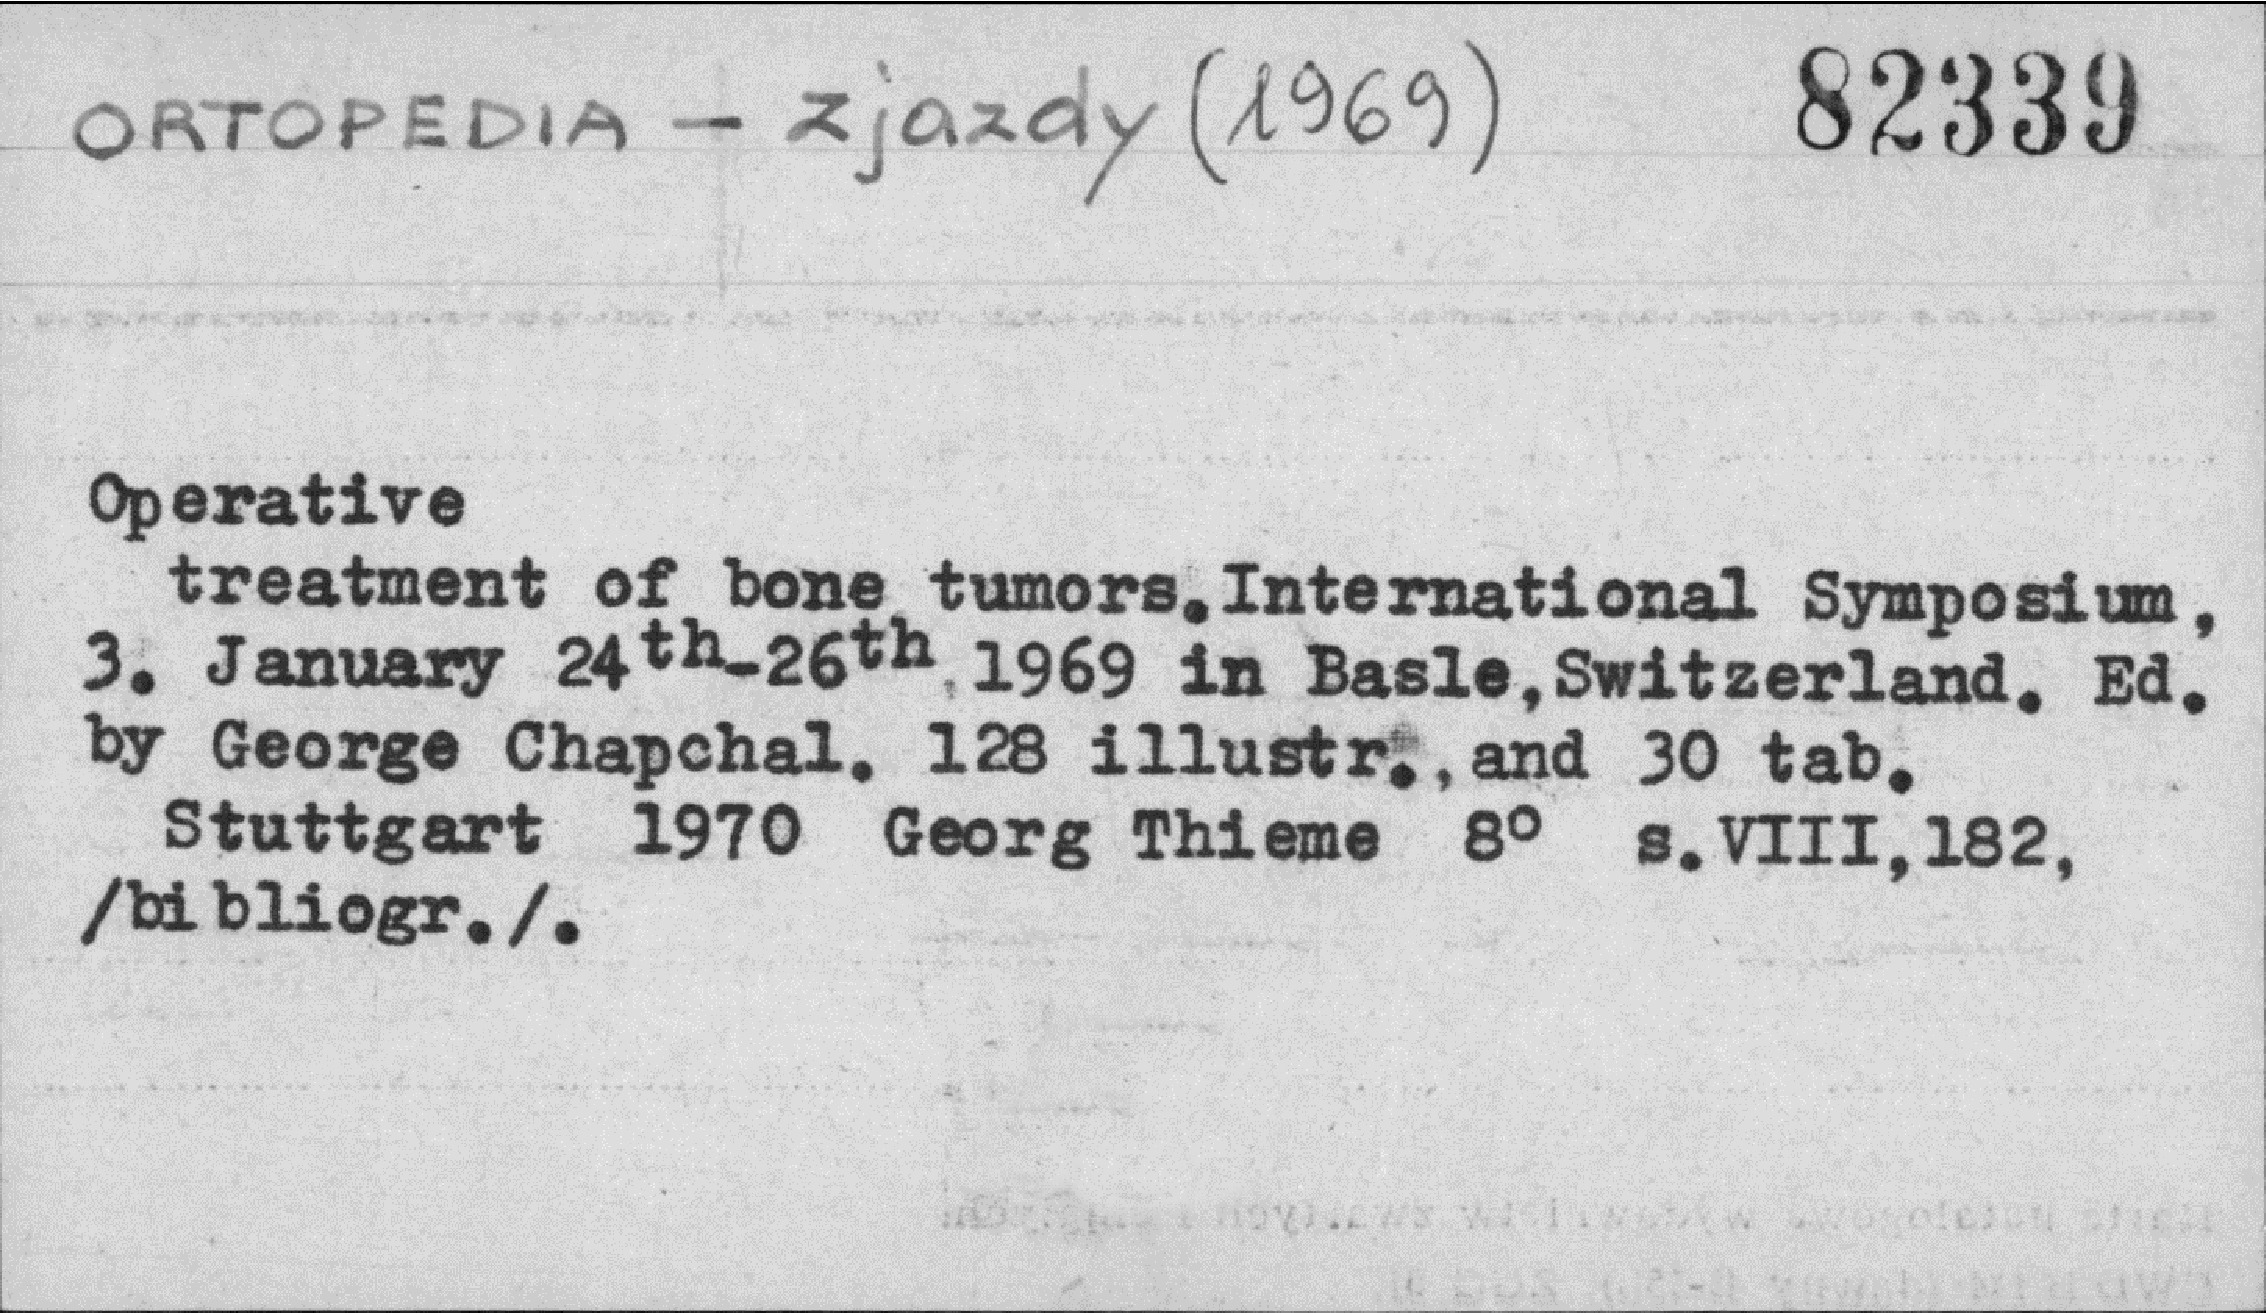 ORTOPEDIA - zjazdy (1969) 82339
Operative
treatment of bone tumors.International Symposium,
3. January 24th-26th 1969 in Basle,Switzerland. Ed.
by George Chapchal. 128 illustr.,and 30 tab.
Stuttgart 1970 Georg Thieme 8° s.VIII,182,
/bibliogr./.